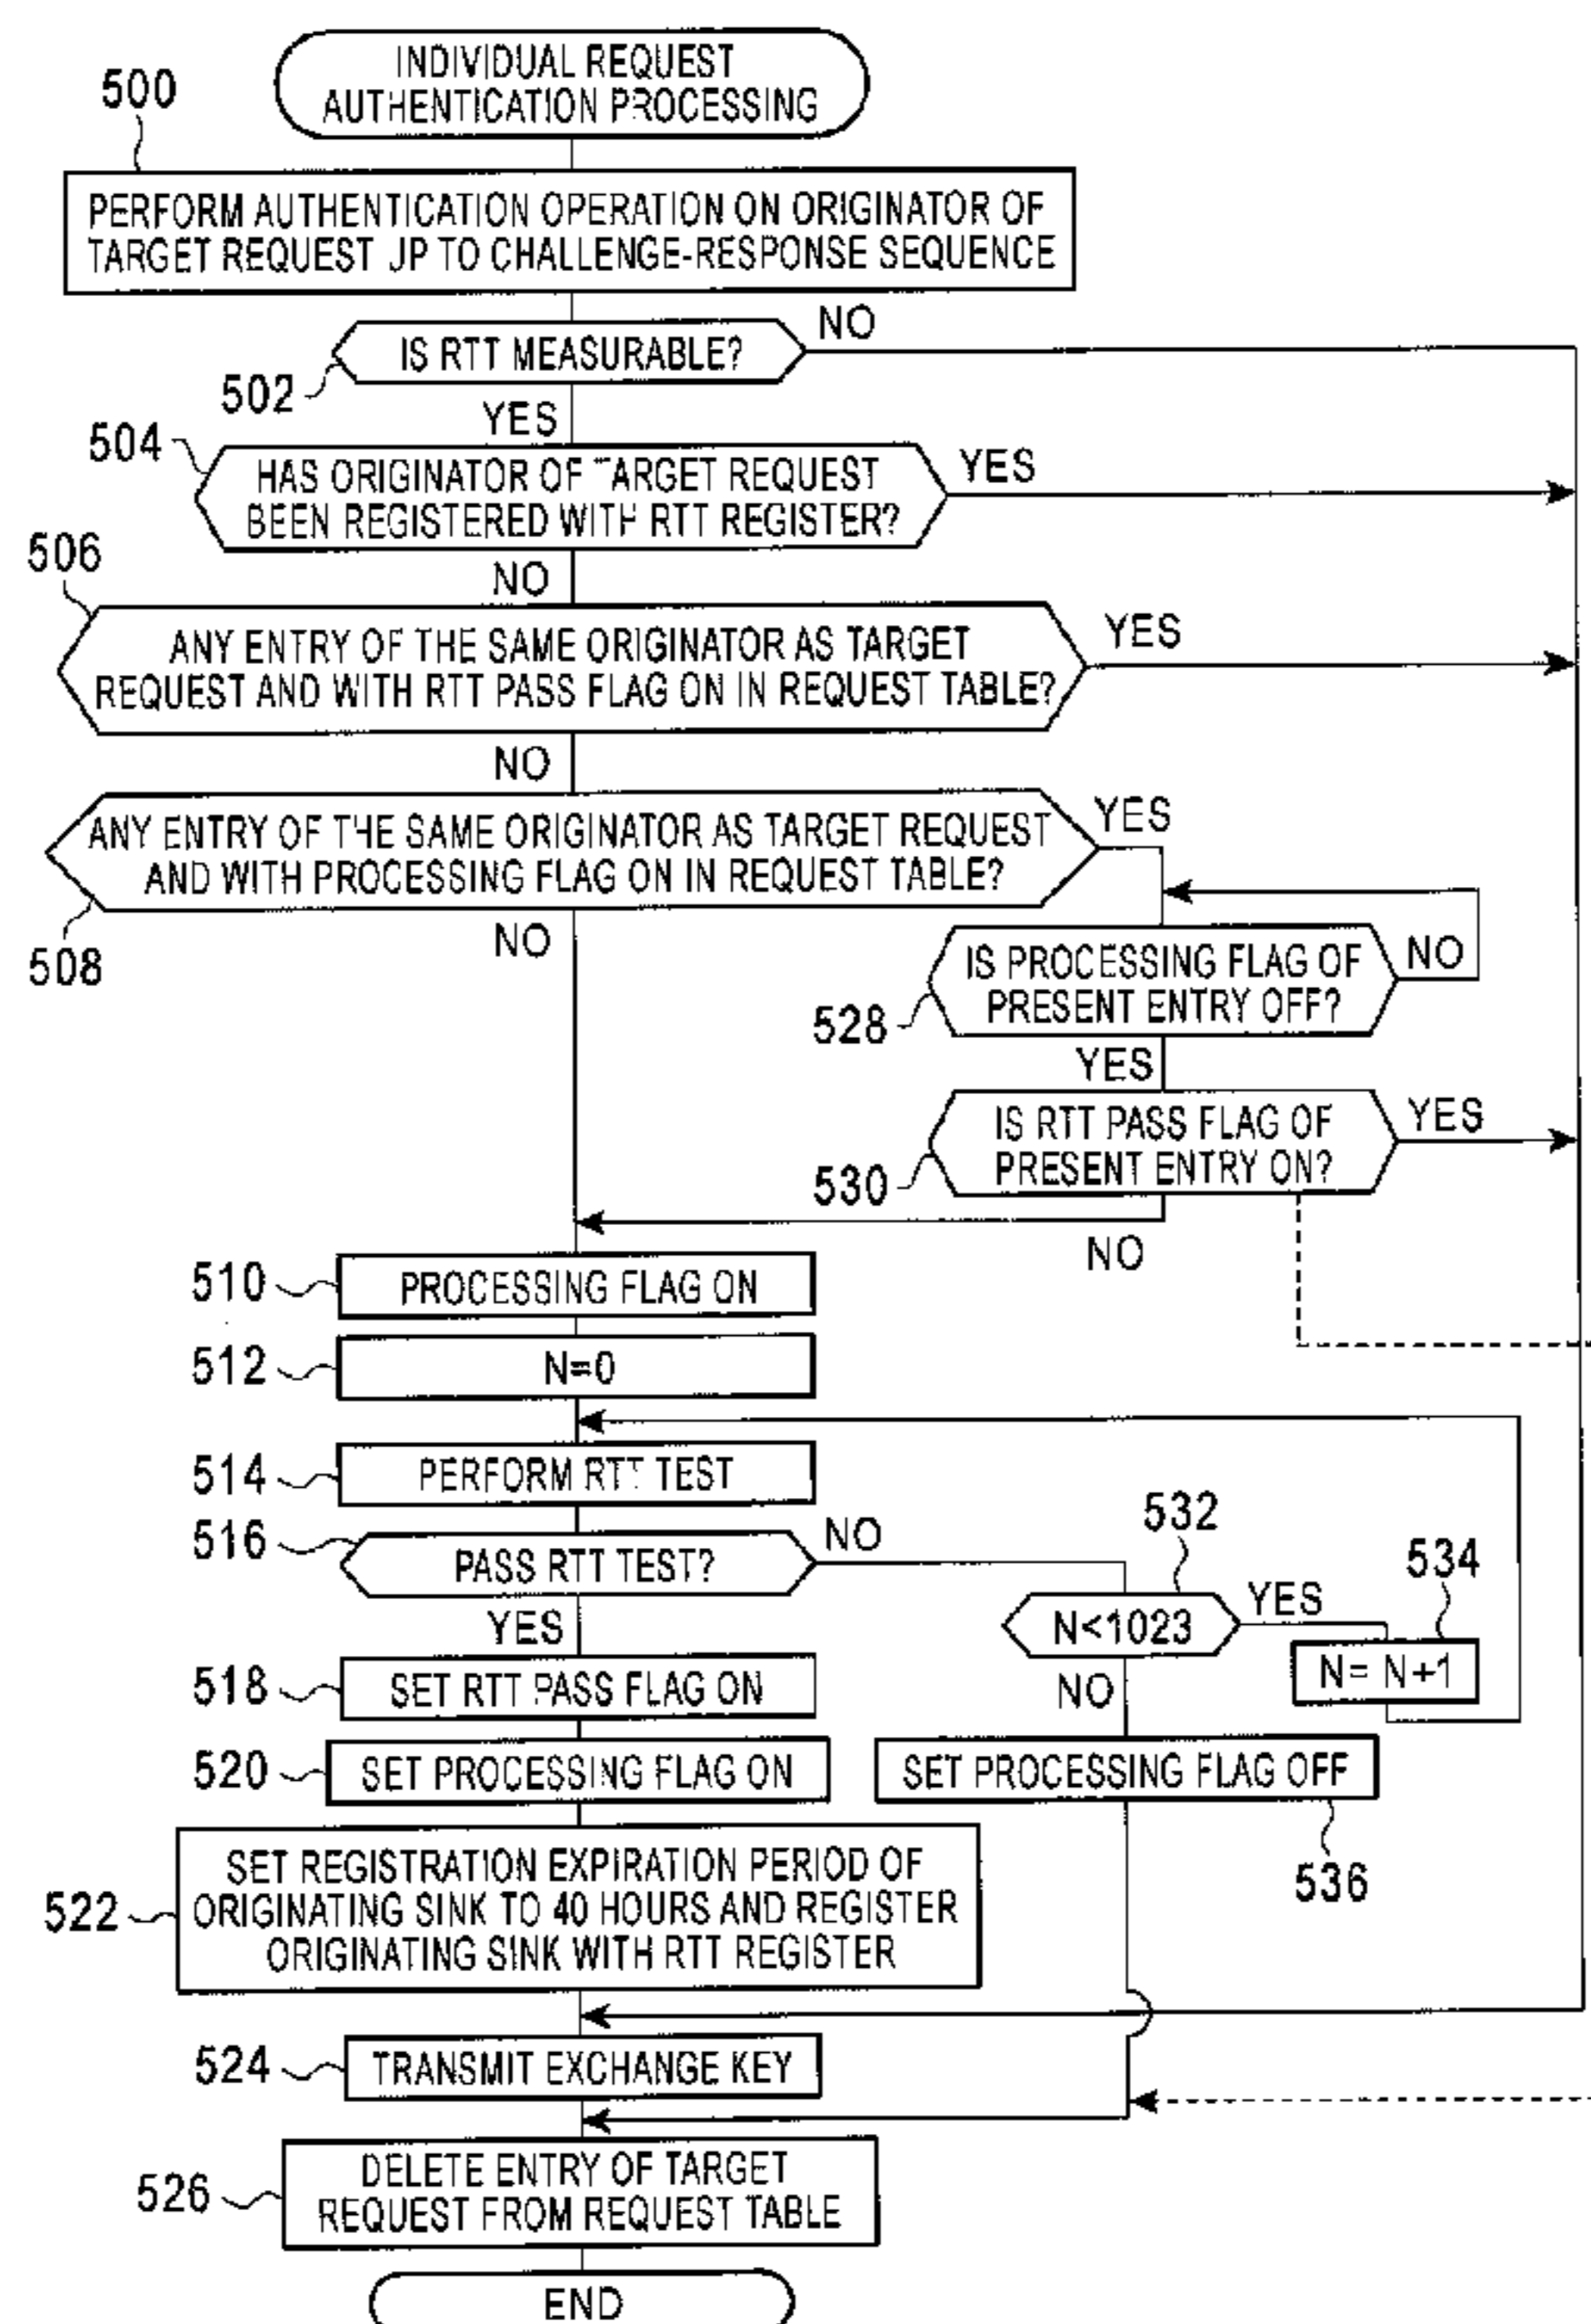 INDIVIDUAL REQUEST
AUTHENTICATION PROCESSING
500
PERFORM AUTHENTICATION OPERATION ON ORIGINATOR OF
TARGET REQUEST UP TO CHALLENGE-RESPONSE SEQUENCE
502
IS RTT MEASURABLE?
NO
YES
504
HAS ORIGINATOR OF TARGET REQUEST
BEEN REGISTERED WITH RTT REGISTER?
YES
NO
506
ANY ENTRY OF THE SAME ORIGINATOR AS TARGET
REQUEST AND WITH RTT PASS FLAG ON IN REQUEST TABLE?
YES
NO
508
ANY ENTRY OF THE SAME ORIGINATOR AS TARGET REQUEST
AND WITH PROCESSING FLAG ON IN REQUEST TABLE?
YES
NO
528
IS PROCESSING FLAG OF
PRESENT ENTRY OFF?
NO
YES
530
IS RTT PASS FLAG OF
PRESENT ENTRY ON?
YES
NO
510
PROCESSING FLAG ON
512
N=0
514
PERFORM RTT TEST
516
PASS RTT TEST?
NO
YES
532
N<1023
YES
NO
534
N= N+1
518
SET RTT PASS FLAG ON
520
SET PROCESSING FLAG ON
SET PROCESSING FLAG OFF
536
522
SET REGISTRATION EXPIRATION PERIOD OF
ORIGINATING SINK TO 40 HOURS AND REGISTER
ORIGINATING SINK WITH RTT REGISTER
524
TRANSMIT EXCHANGE KEY
526
DELETE ENTRY OF TARGET
REQUEST FROM REQUEST TABLE
END